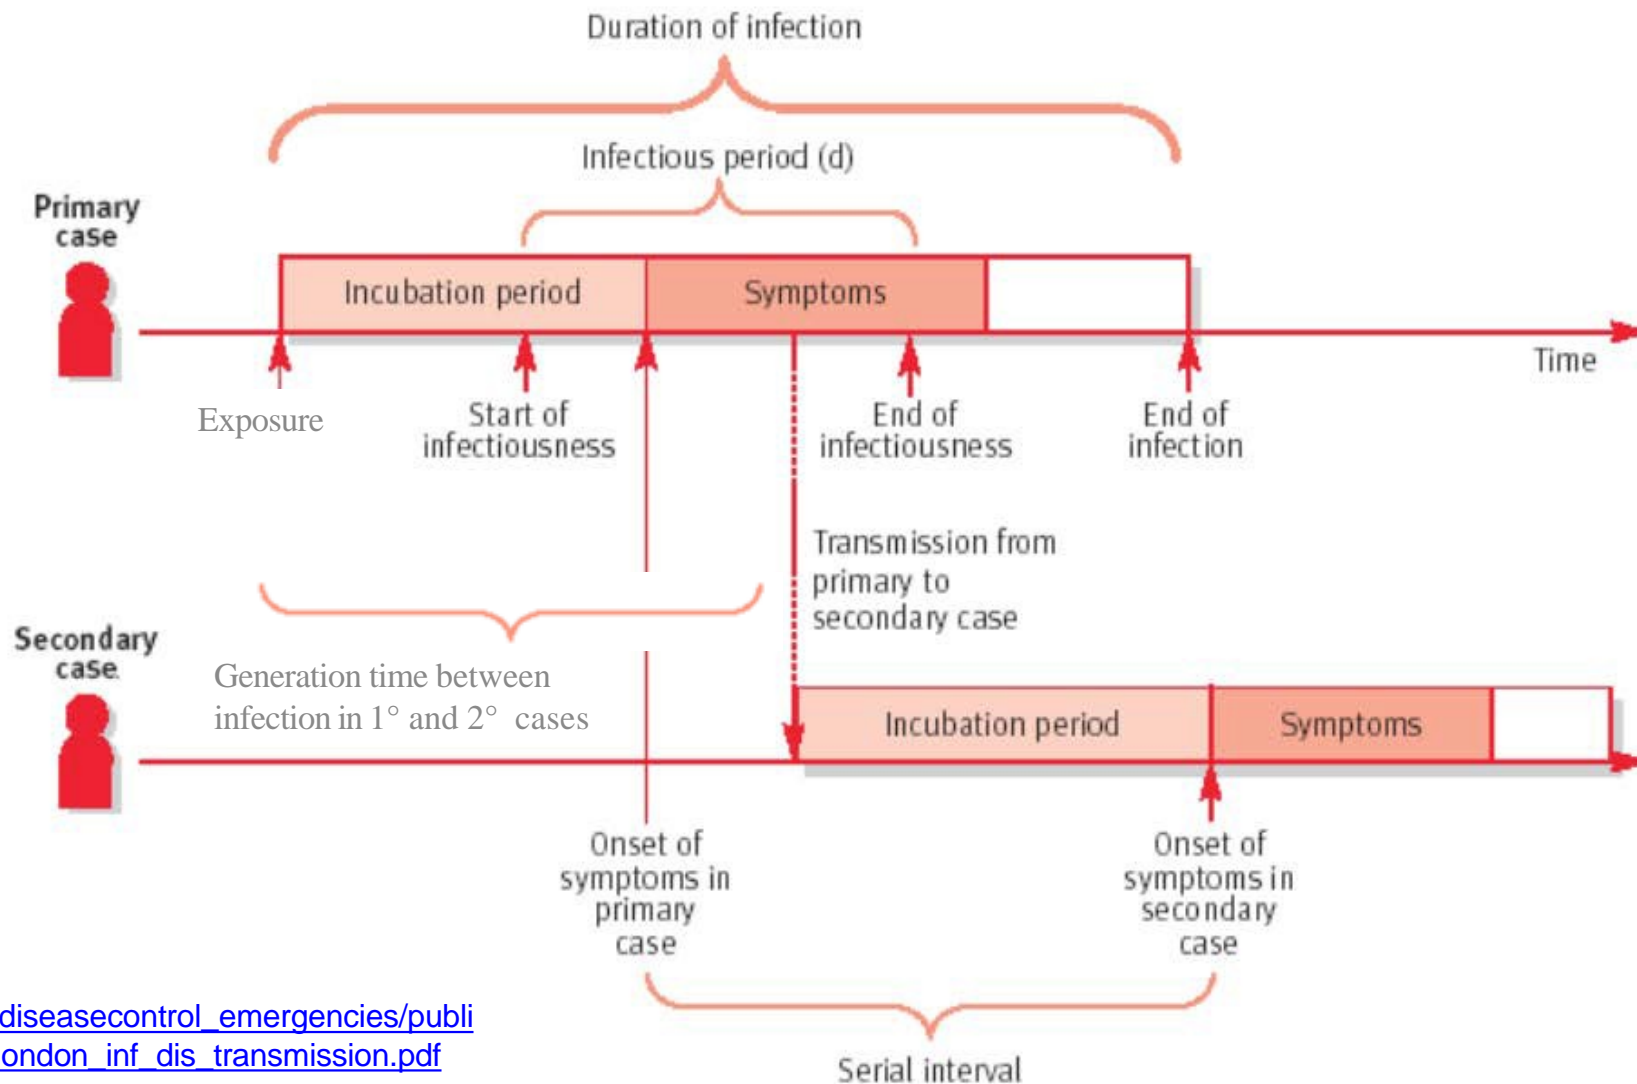 Duration of infection
Infectious period (d)
Primary
case
Incubation period
Symptoms
Time
Exposure
Start of
infectiousness
End of
infectiousness
End of
infection
Transmission from
primary to
secondary case
Secondary
case
Generation time between
infection in 1° and 2° cases
Incubation period
Symptoms
Onset of
symptoms in
primary
case
Onset of
symptoms in
secondary
case
diseasecontrol_emergencies/publi
ondon_inf_dis_transmission.pdf
Serial interval